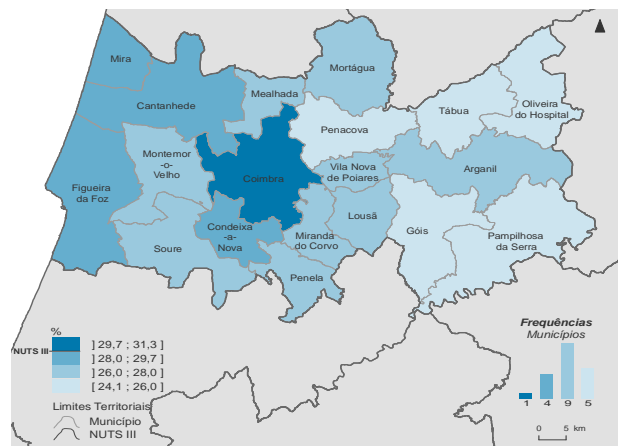 Mira
Mortágua
Mealhada
Cantanhede
Tábua
Oliveira
do Hospital
Penacova
Montemor
-o-
Velho
Coimbra
Vila Nova
de Poiares
Arganil
Figueira
da Foz
Lousã
Condeixa
-a-
Nova
Miranda
do Corvo
Góis
Pampilhosa
da Serra
Soure
Penela
%
NUTS III
] 29,7 ; 31,3 ]
] 28,0 ; 29,7 ]
] 26,0 ; 28,0 ]
[ 24,1 ; 26,0 ]
Limites Territoriais
Município
NUTS III
Frequências
Municípios
1 4 9 5
0 5 km